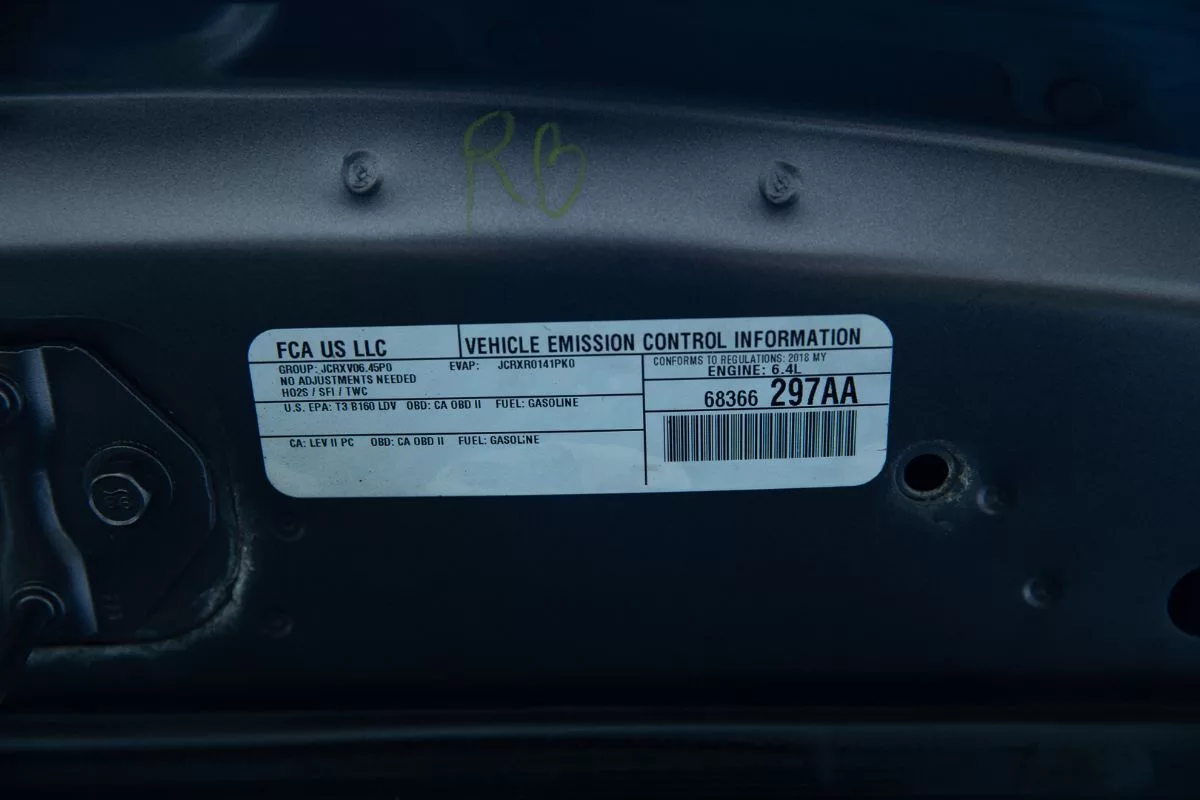 RB
FCA US LLC
VEHICLE EMISSION CONTROL INFORMATION
GROUP: JCRXV06.45P0 EVAP: JCRXR0141PK0
NO ADJUSTMENTS NEEDED
HO2S / SFI / TWC
U.S. EPA: T3 B160 LDV OBD: CA OBD II FUEL: GASOLINE
CA: LEV II PC OBD: CA OBD II FUEL: GASOLINE
CONFORMS TO REGULATIONS: 2018 MY
ENGINE: 6.4L
68366 297AA